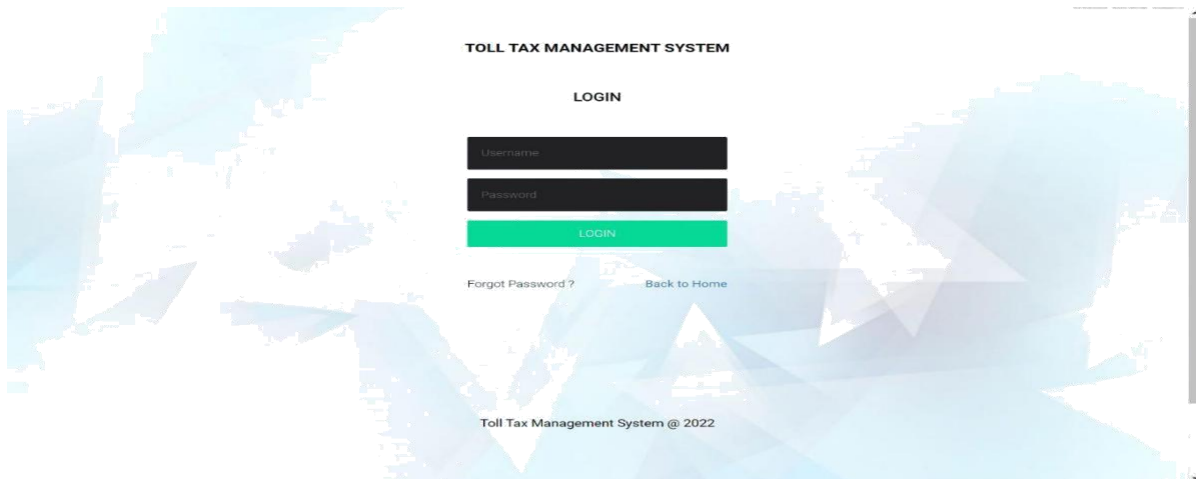 TOLL TAX MANAGEMENT SYSTEM
LOGIN
Username
Password
LOGIN
Forgot Password ? Back to Home
Toll Tax Management System @ 2022